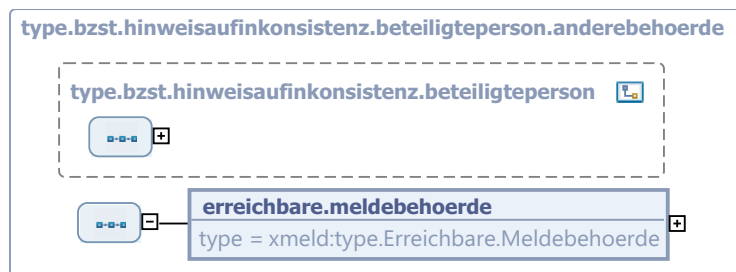 type.bzst.hinweisaufinkonsistenz.beteiligteperson.anderebehoerde
type.bzst.hinweisaufinkonsistenz.beteiligteperson
erreichbare.meldebehoerde
type = xmeld:type.Erreichbare.Meldebehoerde